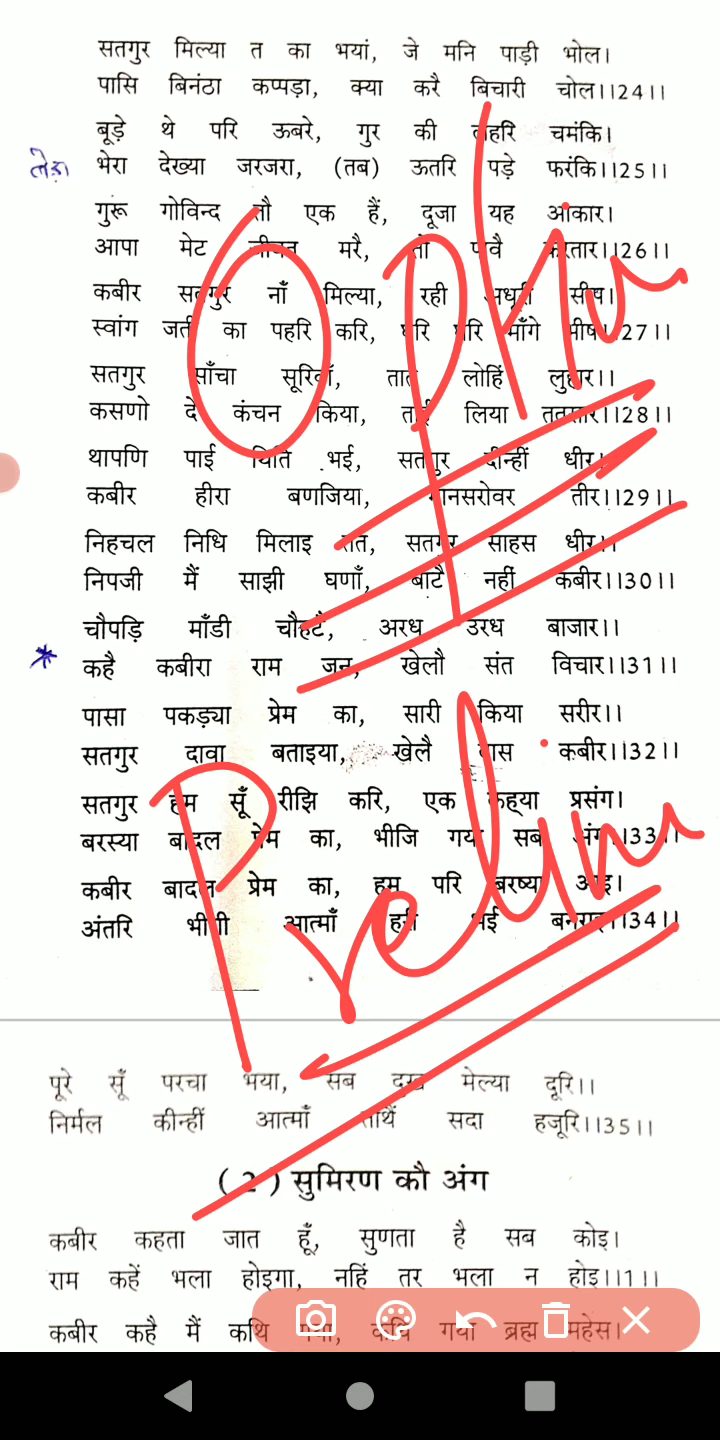 सतगुर मिल्या त का भयां, जे मनि पाड़ी भोल।
पासि बिनंठा कप्पड़ा, क्या करै बिचारी चोल।।24।।
बूड़े थे परि ऊबरे, गुर की लहरि चमंकि।
भेरा देख्या जरजरा, (तब) ऊतरि पड़े फरंकि।।25।।
गुरू गोविन्द तौ एक हैं, दूजा यह आकार।
आपा मेट जीवत मरै, तो पावै करतार।।26।।
कबीर सतगुर नाँ मिल्या, रही अधूरी सीष।
स्वांग जती का पहरि करि, घरि घरि माँगे भीष।।27।।
सतगुर साँचा सूरिवाँ, तातैं लोहिं लुहार।।
कसणो दे कंचन किया, ताई लिया ततसार।।28।।
थापणि पाई थिति भई, सतगुर दीन्हीं धीर।
कबीर हीरा बणजिया, मानसरोवर तीर।।29।।
निहचल निधि मिलाइ तत, सतगुर साहस धीर।।
निपजी मैं साझी घणाँ, बांटै नहीं कबीर।।30।।
चौपड़ि माँडी चौहटै, अरध उरध बाजार।।
कहै कबीरा राम जन, खेलौ संत विचार।।31।।
पासा पकड़्या प्रेम का, सारी किया सरीर।।
सतगुर दावा बताइया, खेलै दास कबीर।।32।।
सतगुर हम सूँ रीझि करि, एक कह्या प्रसंग।
बरस्या बादल प्रेम का, भीजि गया सब अंग।।33।।
कबीर बादल प्रेम का, हम परि बरष्या आइ।
अंतरि भीगी आत्माँ हरी भई बनराइ।।34।।
Prelim
पूरे सूँ परचा भया, सब दुख मेल्या दूरि।।
निर्मल कीन्हीं आत्माँ ताथैं सदा हजूरि।।35।।
(2) सुमिरण कौ अंग
कबीर कहता जात हूँ, सुणता है सब कोइ।
राम कहें भला होइगा, नहिं तर भला न होइ।।1।।
कबीर कहै मैं कथि गया, कथि गया ब्रह्म महेस।